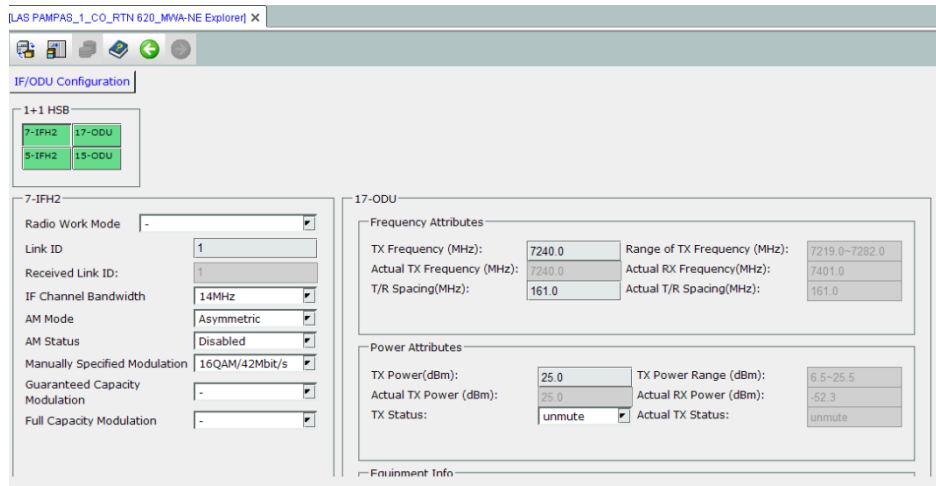 [LAS PAMPAS_1_CO_RTN 620_MWA-NE Explorer] X
IF/ODU Configuration
1+1 HSB
7-IFH2 17-ODU
5-IFH2 15-ODU
7-IFH2
Radio Work Mode -
Link ID 1
Received Link ID: 1
IF Channel Bandwidth 14MHz
AM Mode Asymmetric
AM Status Disabled
Manually Specified Modulation 16QAM/42Mbit/s
Guaranteed Capacity
Modulation -
Full Capacity Modulation -
17-ODU
Frequency Attributes
TX Frequency (MHz): 7240.0 Range of TX Frequency (MHz): 7219.0~7282.0
Actual TX Frequency (MHz): 7240.0 Actual RX Frequency(MHz): 7401.0
T/R Spacing(MHz): 161.0 Actual T/R Spacing(MHz): 161.0
Power Attributes
TX Power(dBm): 25.0 TX Power Range (dBm): 6.5~25.5
Actual TX Power (dBm): 25.0 Actual RX Power (dBm): -52.3
TX Status: unmute Actual TX Status: unmute
Equipment Info